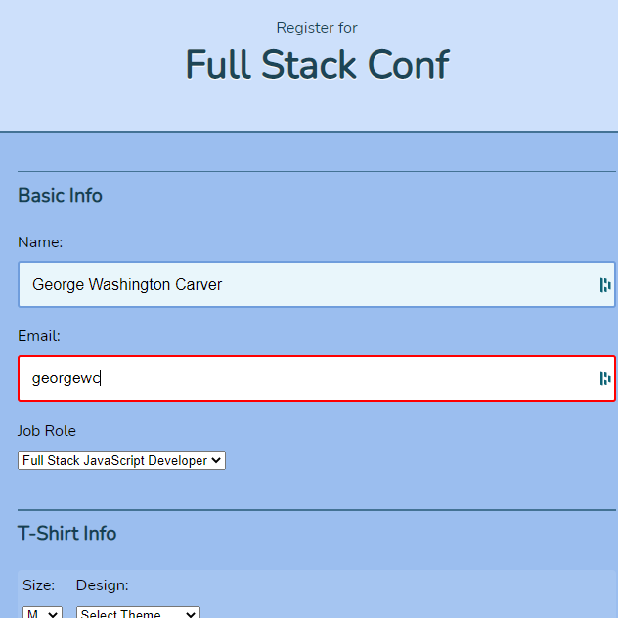 Register for
Full Stack Conf
Basic Info
Name:
George Washington Carver
Email:
georgewc
Job Role
Full Stack JavaScript Developer
T-Shirt Info
Size: Design:
M Select Theme